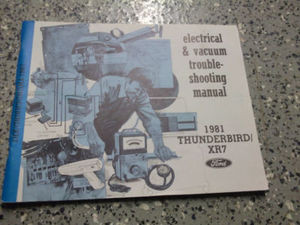 electrical
& vacuum
trouble-
shooting
manual
1981
THUNDERBIRD/
XR7
Ford